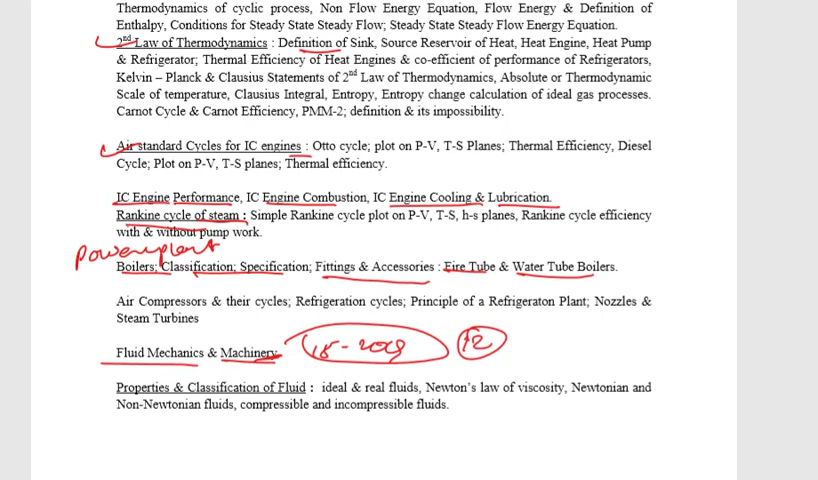 Thermodynamics of cyclic process, Non Flow Energy Equation, Flow Energy & Definition of
Enthalpy, Conditions for Steady State Steady Flow; Steady State Steady Flow Energy Equation.
2nd Law of Thermodynamics : Definition of Sink, Source Reservoir of Heat, Heat Engine, Heat Pump
& Refrigerator; Thermal Efficiency of Heat Engines & co-efficient of performance of Refrigerators,
Kelvin – Planck & Clausius Statements of 2nd Law of Thermodynamics, Absolute or Thermodynamic
Scale of temperature, Clausius Integral, Entropy, Entropy change calculation of ideal gas processes.
Carnot Cycle & Carnot Efficiency, PMM-2; definition & its impossibility.
Air standard Cycles for IC engines : Otto cycle; plot on P-V, T-S Planes; Thermal Efficiency, Diesel
Cycle; Plot on P-V, T-S planes; Thermal efficiency.
IC Engine Performance, IC Engine Combustion, IC Engine Cooling & Lubrication.
Rankine cycle of steam : Simple Rankine cycle plot on P-V, T-S, h-s planes, Rankine cycle efficiency
with & without pump work.
Powerplant
Boilers; Classification; Specification; Fittings & Accessories : Fire Tube & Water Tube Boilers.
Air Compressors & their cycles; Refrigeration cycles; Principle of a Refrigeraton Plant; Nozzles &
Steam Turbines
Fluid Mechanics & Machinery
Properties & Classification of Fluid : ideal & real fluids, Newton's law of viscosity, Newtonian and
Non-Newtonian fluids, compressible and incompressible fluids.